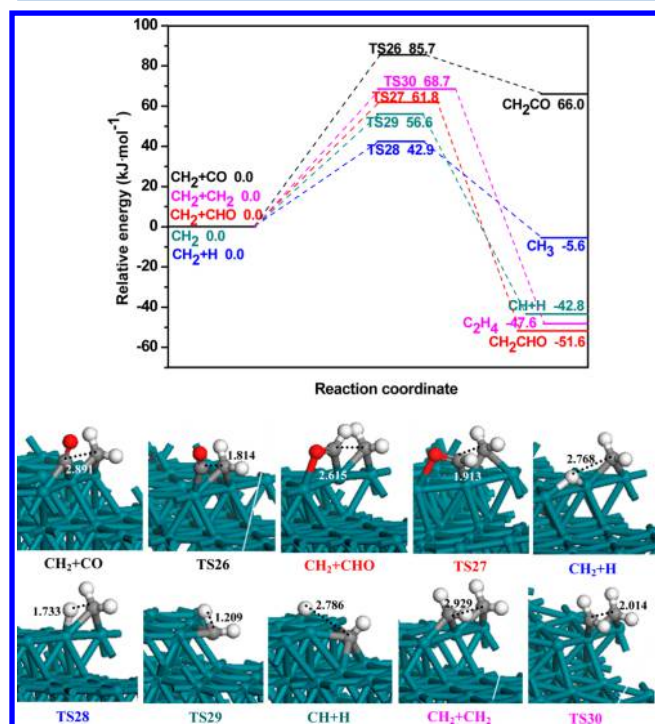 TS26 85.7
TS30 68.7
TS27 61.8
TS29 56.6
TS28 42.9
CH2CO 66.0
CH2+CO 0.0
CH2+CH2 0.0
CH2+CHO 0.0
CH2 0.0
CH2+H 0.0
CH3 -5.6
CH+H -42.8
C2H4 -47.6
CH2CHO -51.6
100
80
60
40
20
0
-20
-40
-60
Relative energy (kJ·mol-1)
Reaction coordinate
2.891
1.814
2.615
1.913
2.768
CH2+CO
TS26
CH2+CHO
TS27
CH2+H
1.733
1.209
2.786
2.929
2.014
TS28
TS29
CH+H
CH2+CH2
TS30